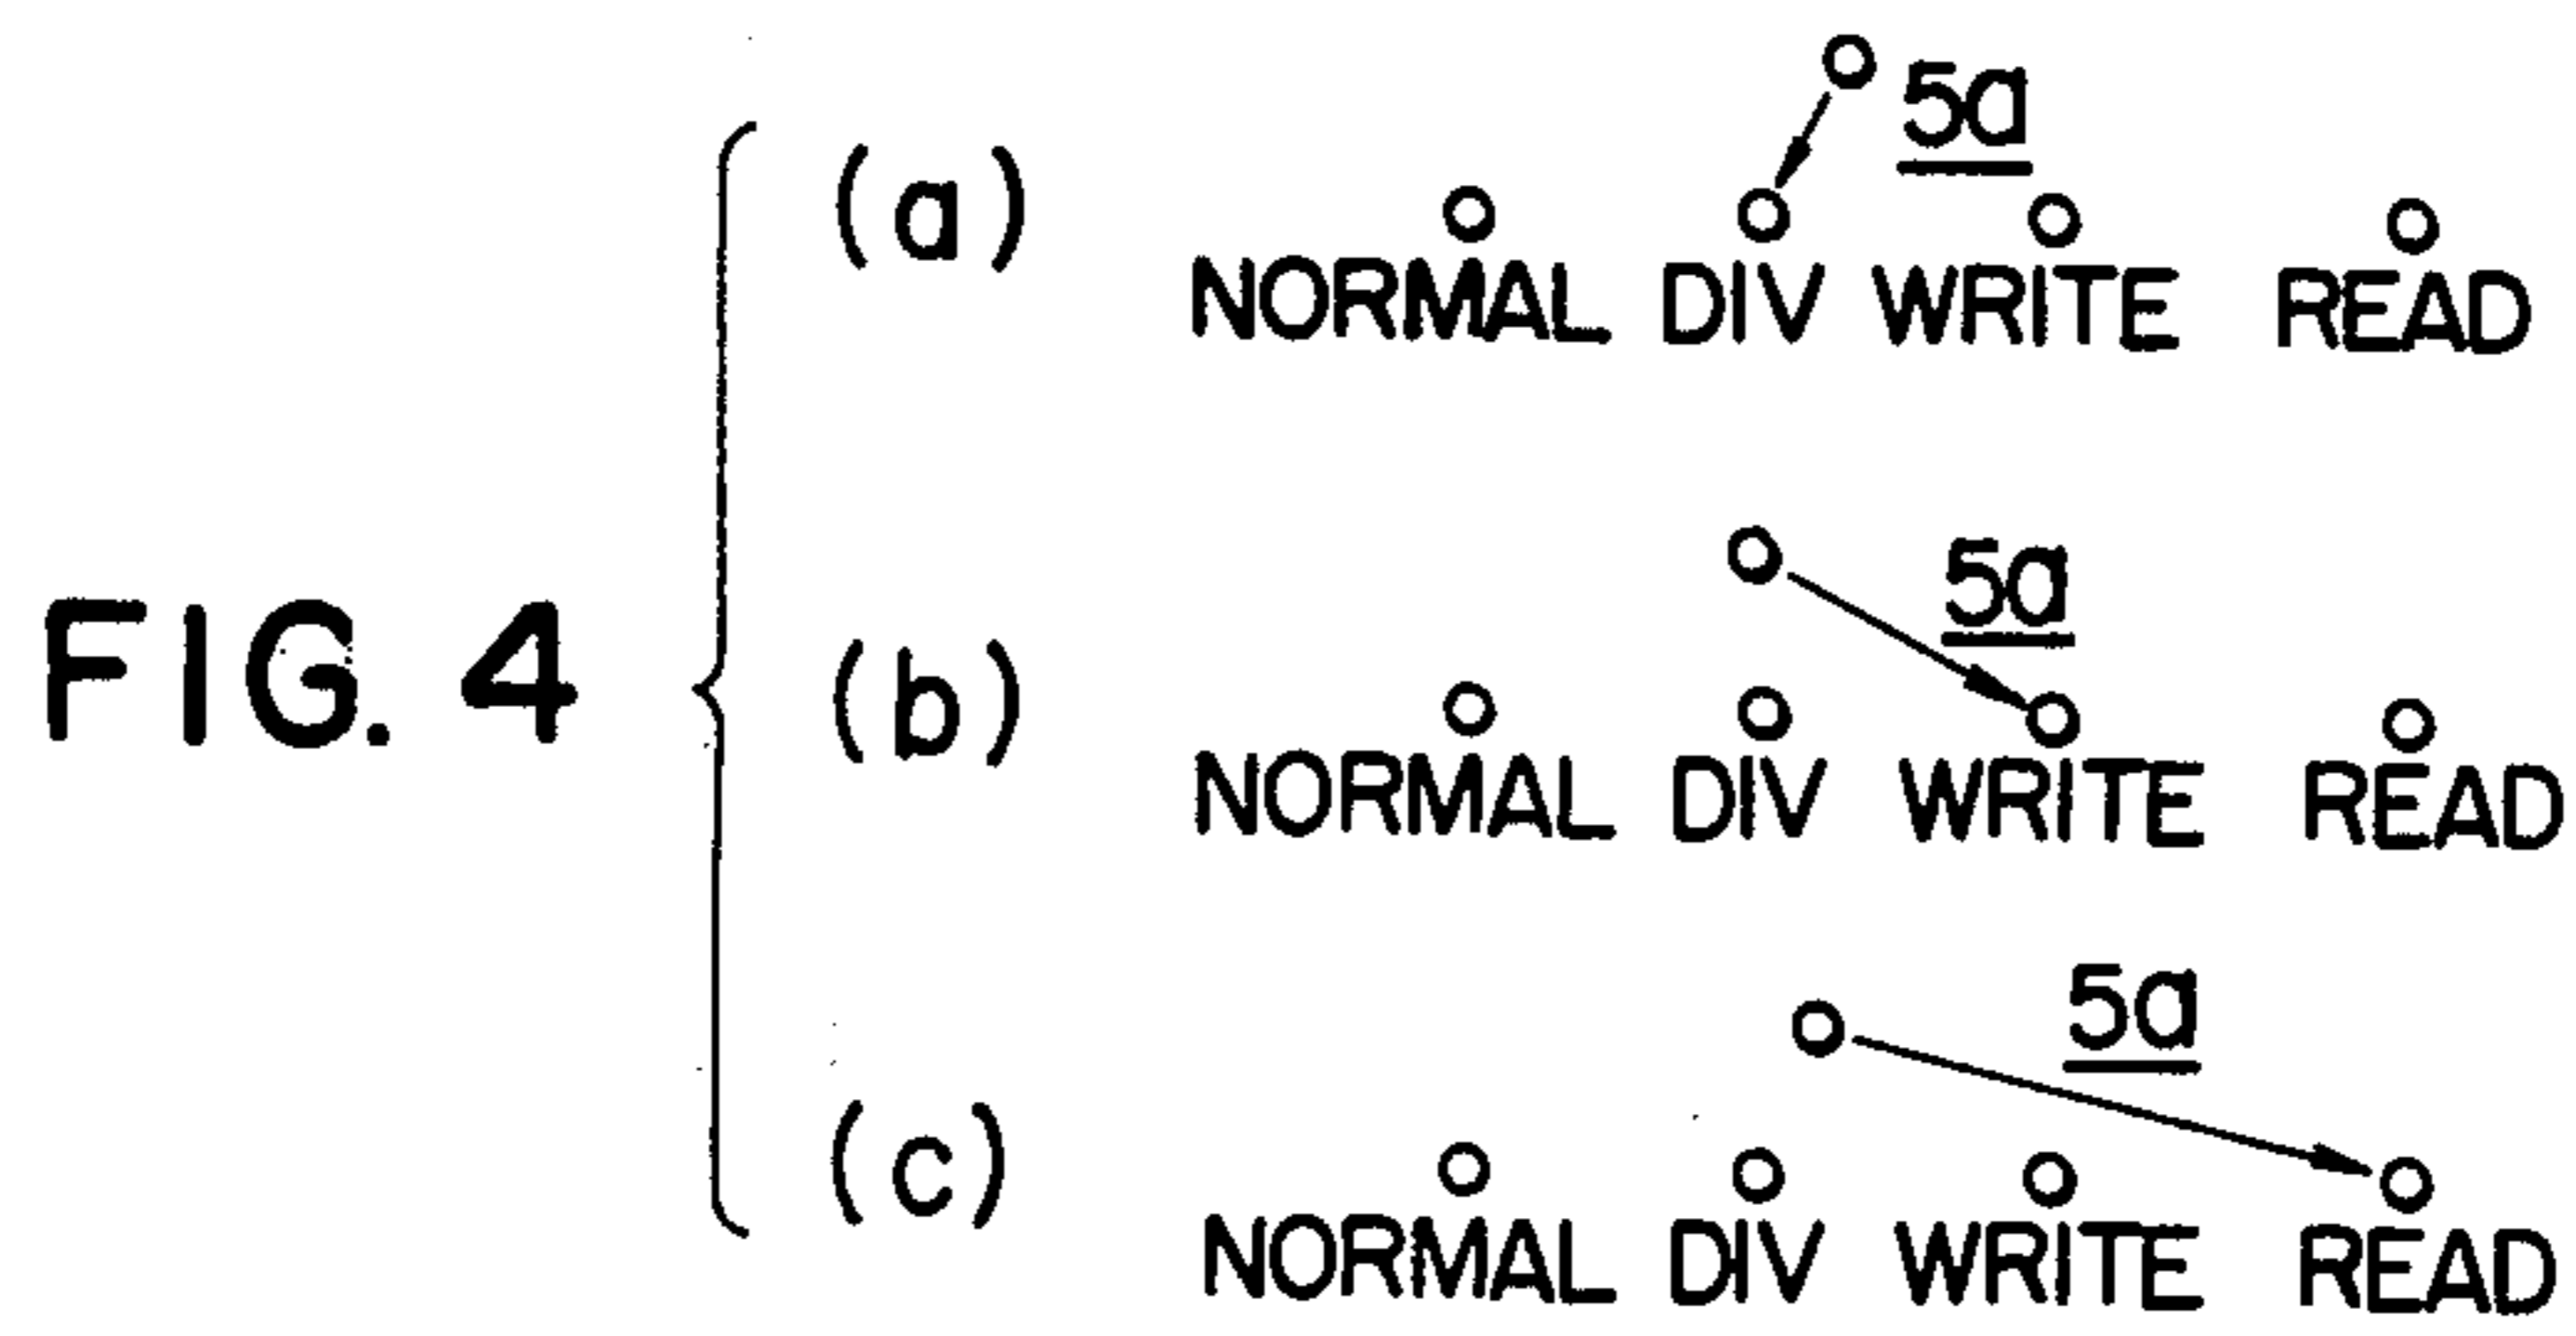 5a
(a)
NORMAL DIV WRITE READ
5a
FIG. 4
(b)
NORMAL DIV WRITE READ
5a
(c)
NORMAL DIV WRITE READ